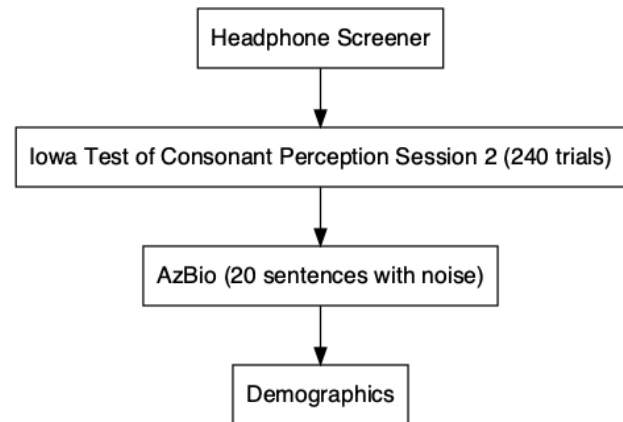 Headphone Screener
Iowa Test of Consonant Perception Session 2 (240 trials)
AzBio (20 sentences with noise)
Demographics